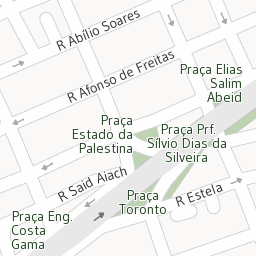 R Abílio Soares
R Afonso de Freitas
Praça Elias
Salim
Abeid
Praça
Estado da
Palestina
Praça Prf.
Sílvio Dias da
Silveira
R Said Aiach
Praça
Toronto
R Estela
Praça Eng.
Costa
Gama